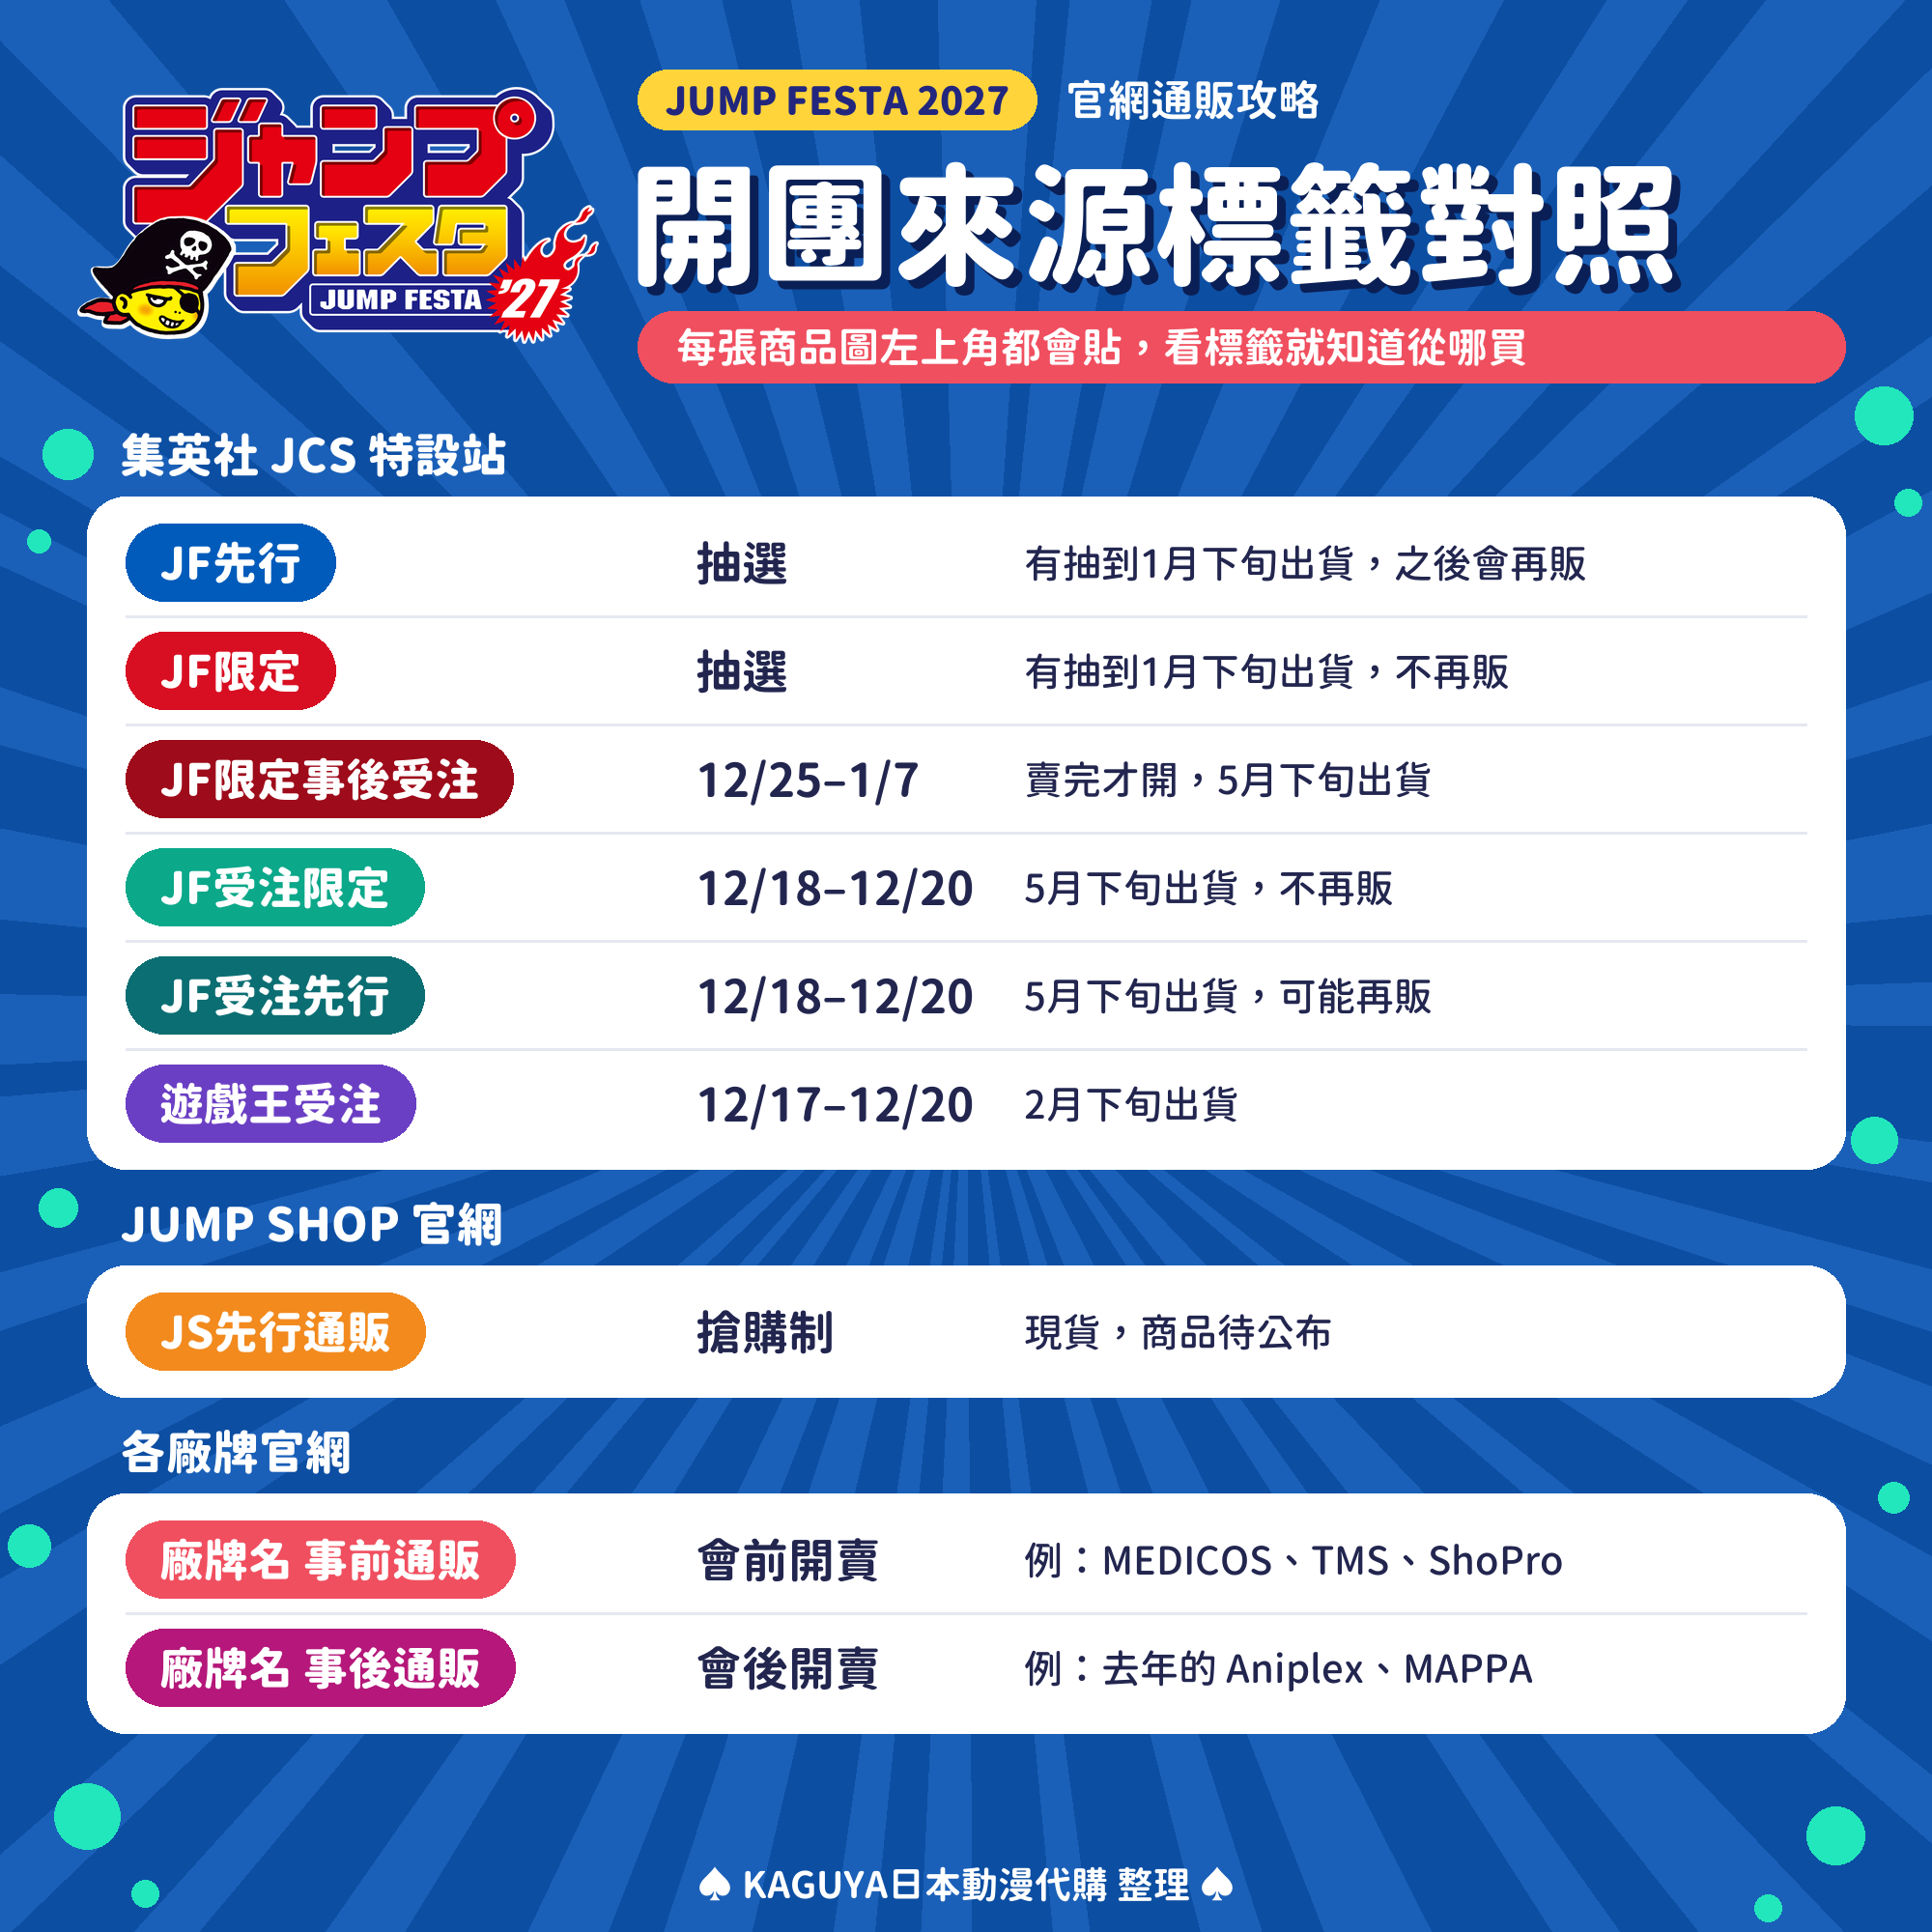 ジャンプ
フェスタ
JUMP FESTA '27
JUMP FESTA 2027 官網通販攻略
開團來源標籤對照
每張商品圖左上角都會貼，看標籤就知道從哪買
集英社 JCS 特設站
JF先行 抽選 有抽到1月下旬出貨，之後會再販
JF限定 抽選 有抽到1月下旬出貨，不再販
JF限定事後受注 12/25–1/7 賣完才開，5月下旬出貨
JF受注限定 12/18–12/20 5月下旬出貨，不再販
JF受注先行 12/18–12/20 5月下旬出貨，可能再販
遊戲王受注 12/17–12/20 2月下旬出貨
JUMP SHOP 官網
JS先行通販 搶購制 現貨，商品待公布
各廠牌官網
廠牌名 事前通販 會前開賣 例：MEDICOS、TMS、ShoPro
廠牌名 事後通販 會後開賣 例：去年的 Aniplex、MAPPA
♠ KAGUYA日本動漫代購 整理 ♠